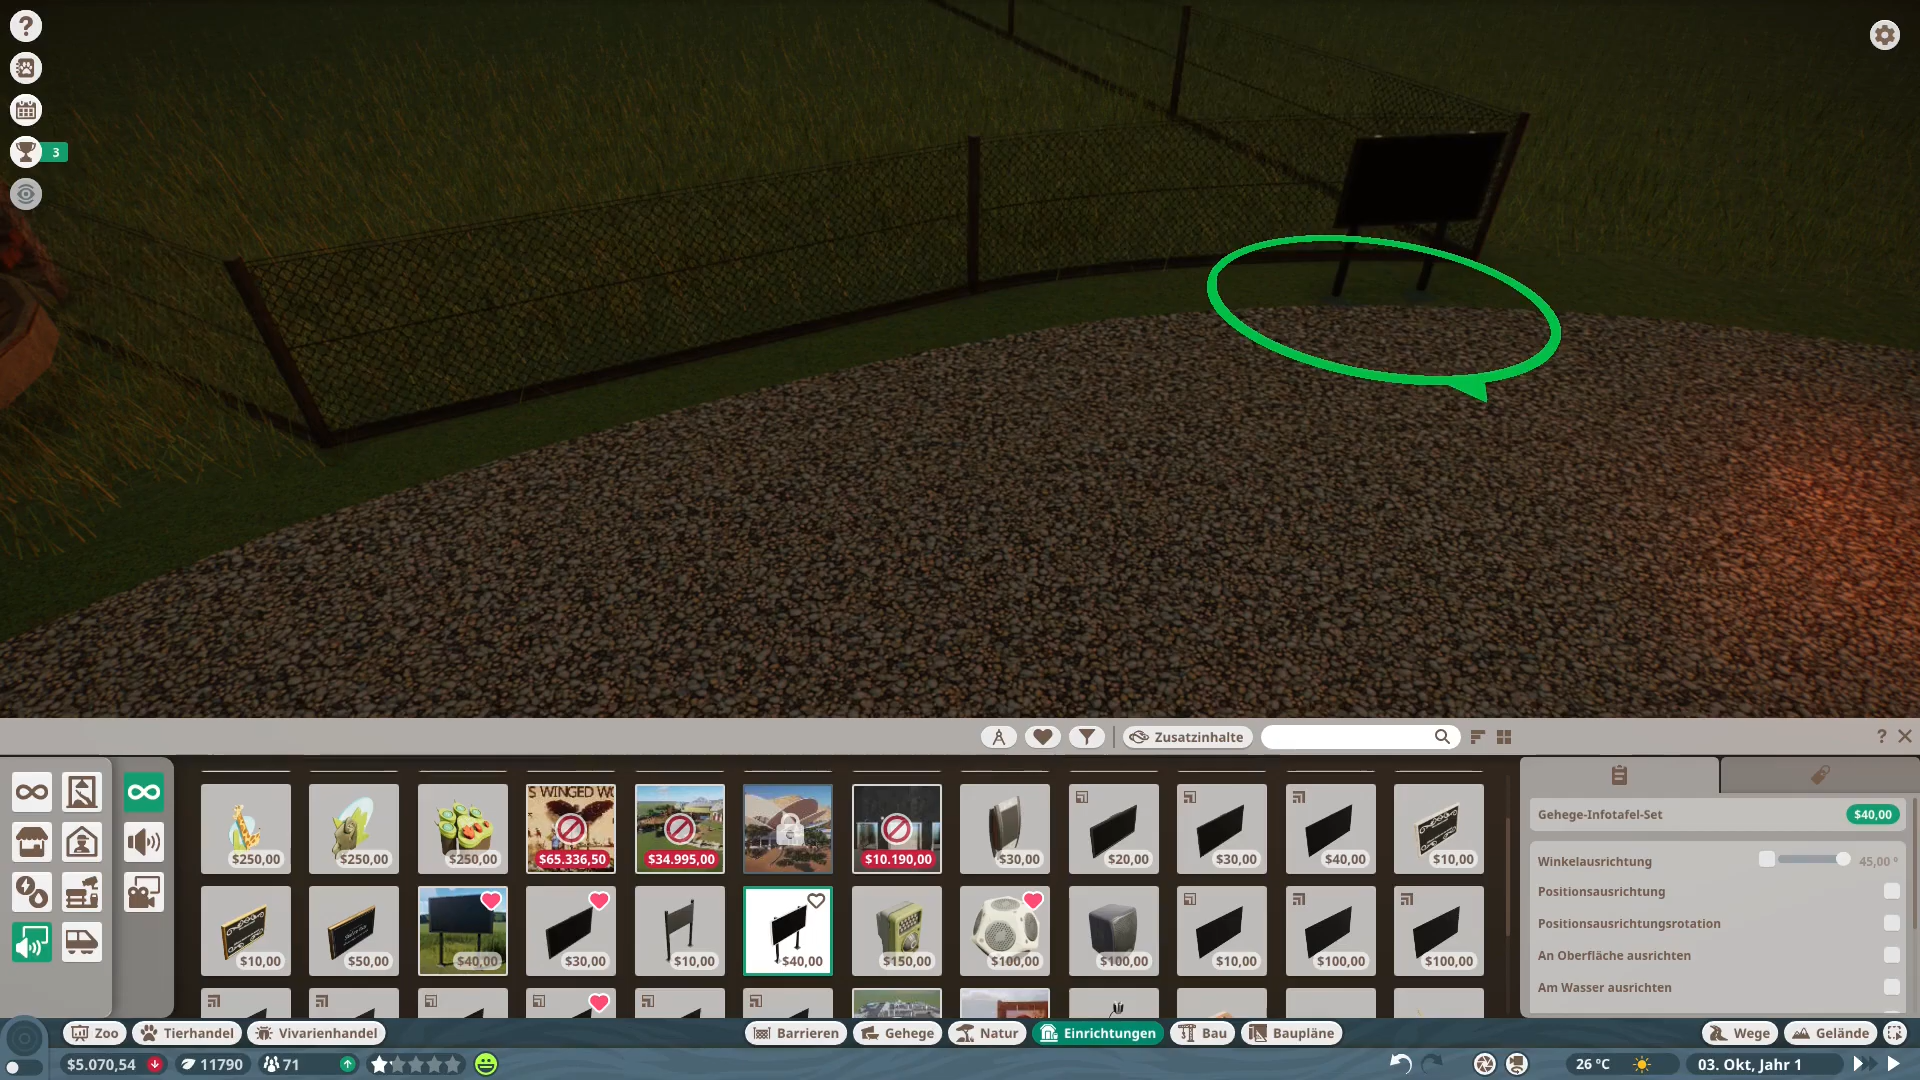 ?
3
Zusatzinhalte
?
$250,00
$250,00
$250,00
S WINGED WO
$65.336,50
$34.995,00
$10.190,00
$30,00
$20,00
$30,00
$40,00
$10,00
$10,00
$50,00
$40,00
$30,00
$10,00
$40,00
$150,00
$100,00
$100,00
$10,00
$100,00
$100,00
Gehege-Infotafel-Set
$40,00
Winkelausrichtung
45,00 °
Positionsausrichtung
Positionsausrichtungsrotation
An Oberfläche ausrichten
Am Wasser ausrichten
Zoo
Tierhandel
Vivarienhandel
Barrieren
Gehege
Natur
Einrichtungen
Bau
Baupläne
Wege
Gelände
$5.070,54
11790
71
26 °C
03. Okt, Jahr 1